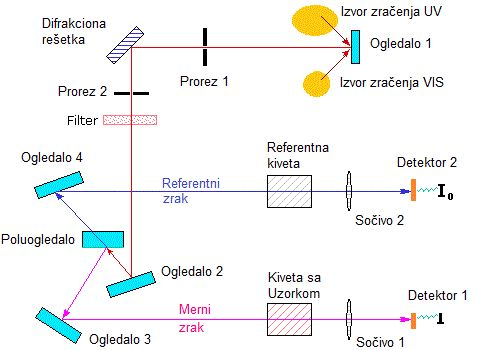 Izvor zračenja UV
Difrakciona
rešetka
Ogledalo 1
Prorez 1
Izvor zračenja VIS
Prorez 2
Filter
Ogledalo 4
Referentni
zrak
Referentna
kiveta
Detektor 2
I₀
Sočivo 2
Poluogledalo
Ogledalo 2
Kiveta sa
Uzorkom
Detektor 1
Merni
zrak
I
Ogledalo 3
Sočivo 1